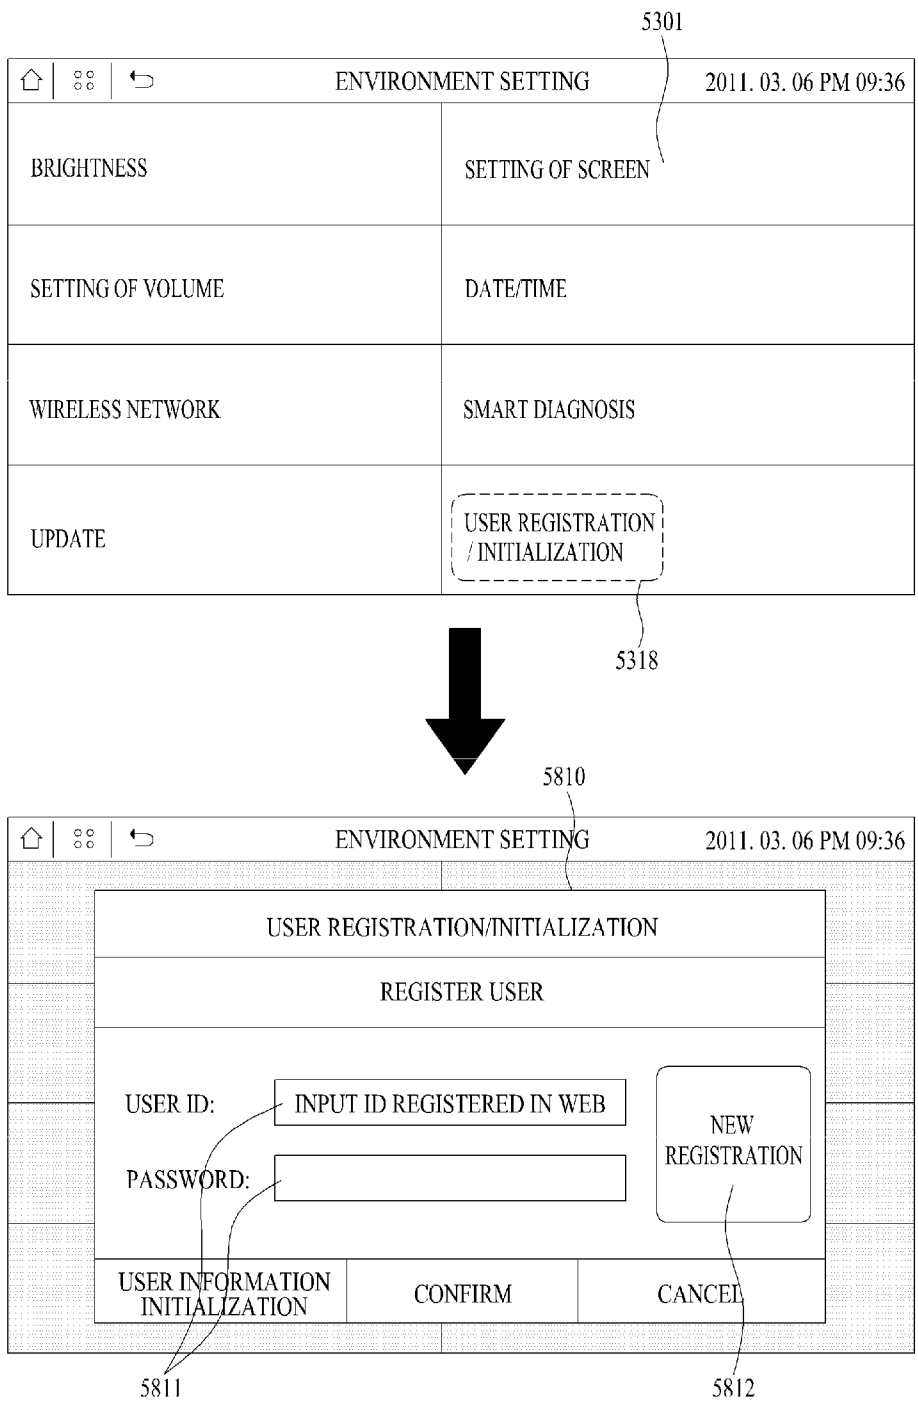 5301
ENVIRONMENT SETTING
2011. 03. 06 PM 09:36
BRIGHTNESS
SETTING OF SCREEN
SETTING OF VOLUME
DATE/TIME
WIRELESS NETWORK
SMART DIAGNOSIS
UPDATE
USER REGISTRATION
/ INITIALIZATION
5318
5810
ENVIRONMENT SETTING
2011. 03. 06 PM 09:36
USER REGISTRATION/INITIALIZATION
REGISTER USER
USER ID:
INPUT ID REGISTERED IN WEB
PASSWORD:
NEW
REGISTRATION
USER INFORMATION
INITIALIZATION
CONFIRM
CANCEL
5811
5812